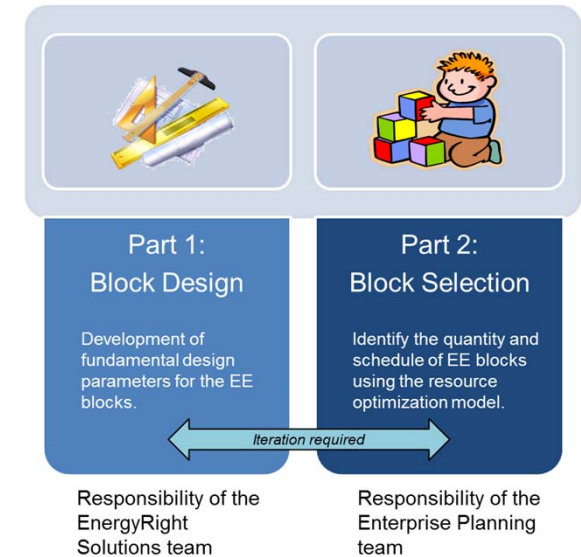 Part 1:
Block Design
Development of
fundamental design
parameters for the EE
blocks.
Part 2:
Block Selection
Identify the quantity and
schedule of EE blocks
using the resource
optimization model.
Iteration required
Responsibility of the
EnergyRight
Solutions team
Responsibility of the
Enterprise Planning
team